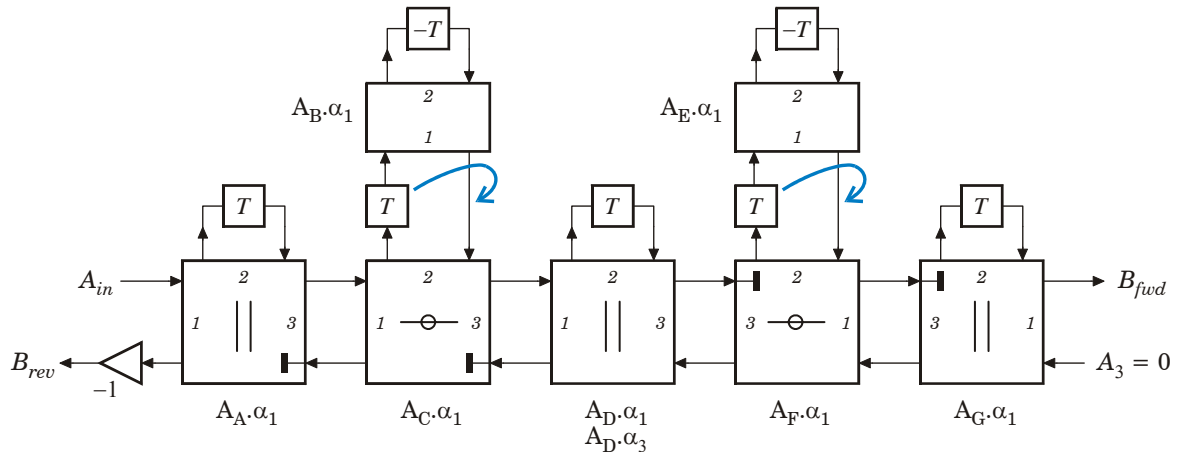 −T −T
2 2
A_B.α_1 A_E.α_1
1 1
T T T T T
A_in 2 2 2 2 B_fwd
1 3 1 3 1 3 3 1 3 1
B_rev −1 A_3 = 0
A_A.α_1 A_C.α_1 A_D.α_1 A_F.α_1 A_G.α_1
A_D.α_3